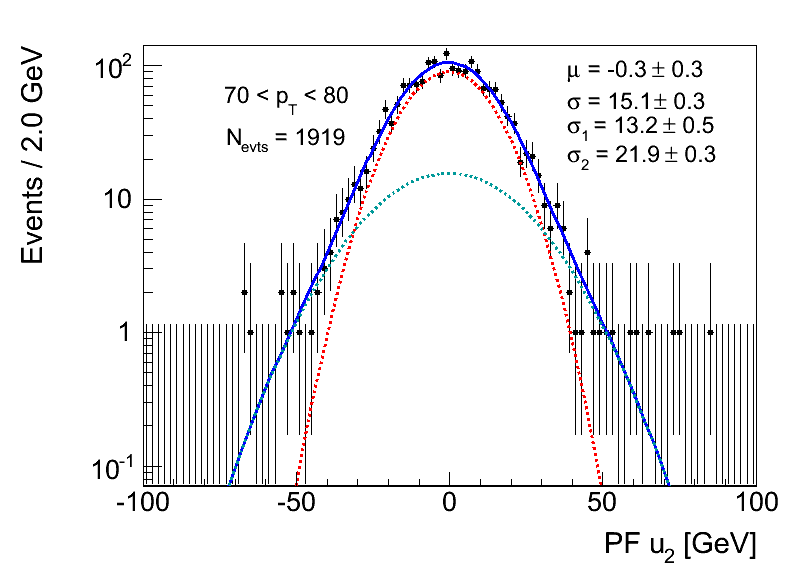 Events / 2.0 GeV
10²
10
1
10⁻¹
70 < p_T < 80
N_evts = 1919
μ = -0.3 ± 0.3
σ = 15.1 ± 0.3
σ₁ = 13.2 ± 0.5
σ₂ = 21.9 ± 0.3
-100 -50 0 50 100
PF u₂ [GeV]